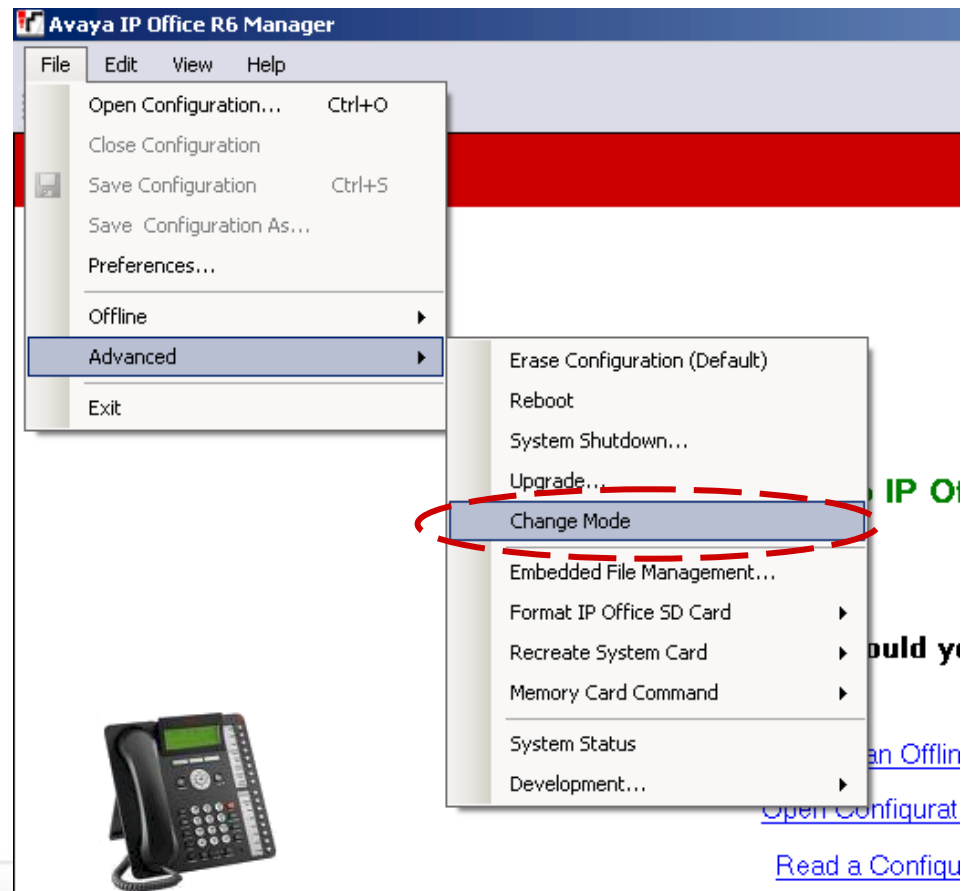 Avaya IP Office R6 Manager
File Edit View Help
Open Configuration... Ctrl+O
Close Configuration
Save Configuration Ctrl+S
Save Configuration As...
Preferences...
Offline
Advanced
Exit
Erase Configuration (Default)
Reboot
System Shutdown...
Upgrade...
Change Mode
Embedded File Management...
Format IP Office SD Card
Recreate System Card
Memory Card Command
System Status
Development...
IP Of
ould yo
an Offlin
Open Configurat
Read a Configu